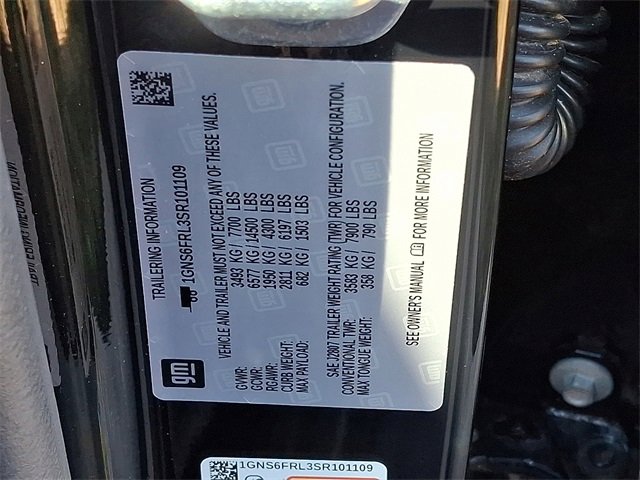 TRAILERING INFORMATION
1GNS6FRL3SR101109
gm
VEHICLE AND TRAILER MUST NOT EXCEED ANY OF THESE VALUES.
GVWR: 3493 KG / 7700 LBS
GCWR: 6577 KG / 14500 LBS
RGAWR: 1950 KG / 4300 LBS
CURB WEIGHT: 2811 KG / 6197 LBS
MAX PAYLOAD: 682 KG / 1503 LBS
SAE J2807 TRAILER WEIGHT RATING (TWR) FOR VEHICLE CONFIGURATION.
CONVENTIONAL TWR: 3583 KG / 7900 LBS
MAX TONGUE WEIGHT: 358 KG / 790 LBS
SEE OWNER'S MANUAL FOR MORE INFORMATION
1GNS6FRL3SR101109